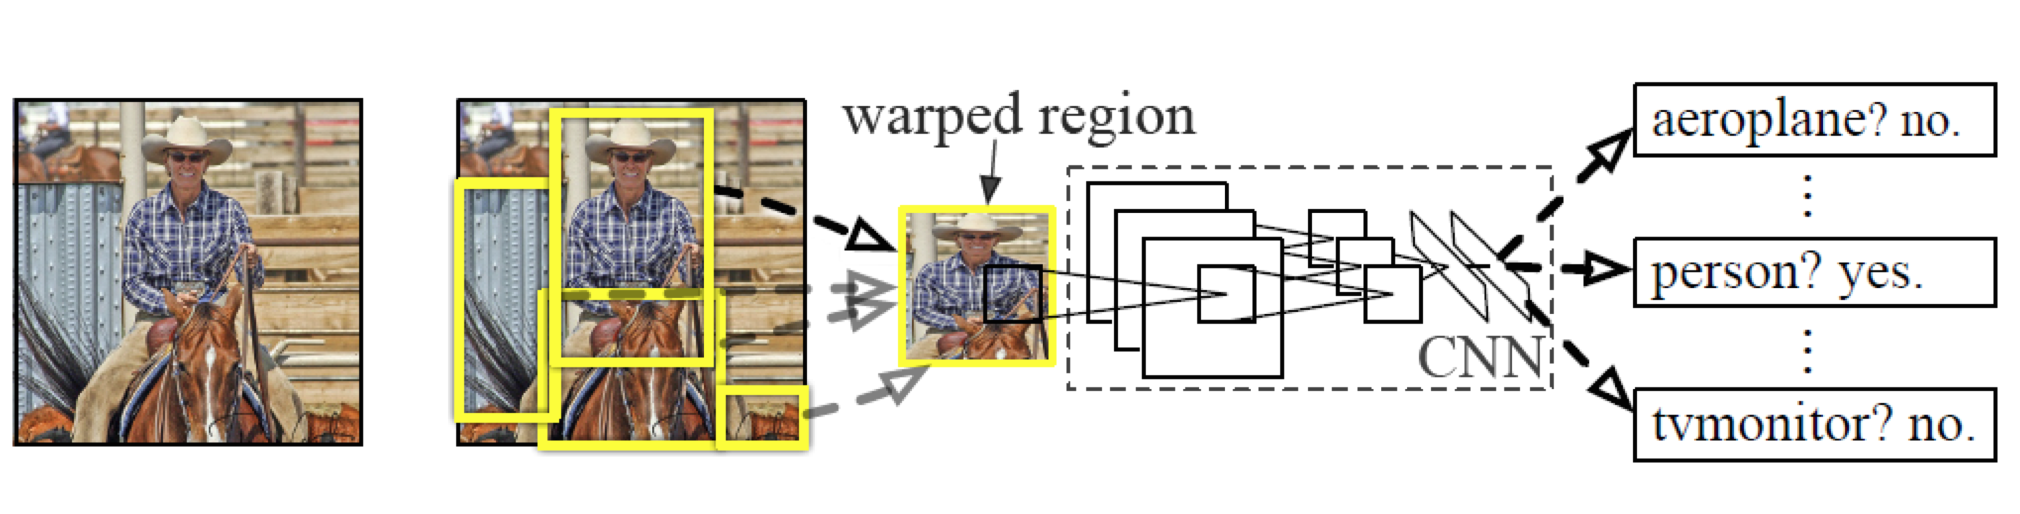 warped region
aeroplane? no.
person? yes.
CNN
tvmonitor? no.